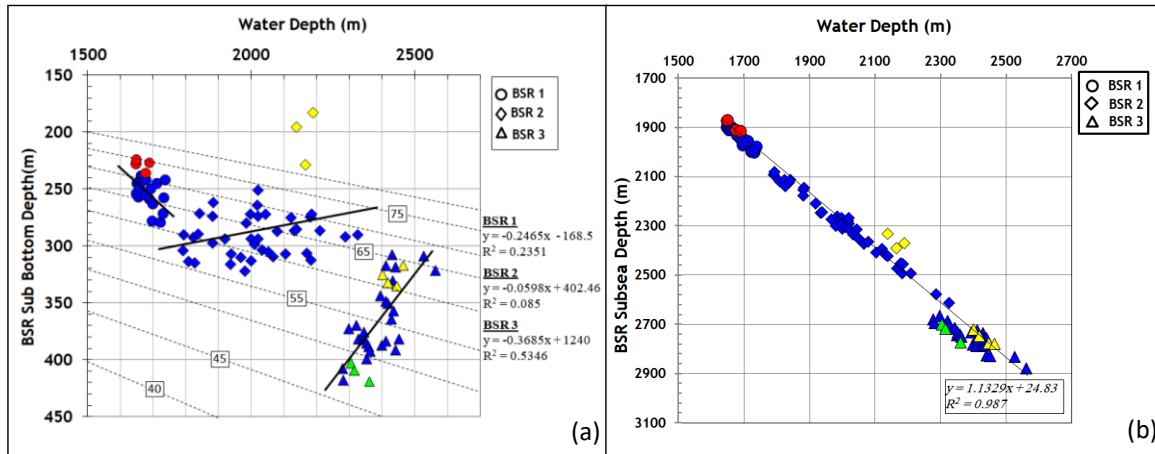 Water Depth (m)
1500 2000 2500
BSR Sub Bottom Depth(m)
150
200
250
300
350
400
450
BSR 1
BSR 2
BSR 3
75
65
55
45
40
BSR 1
y = -0.2465x - 168.5
R² = 0.2351
BSR 2
y = -0.0598x + 402.46
R² = 0.085
BSR 3
y = -0.3685x + 1240
R² = 0.5346
(a)
Water Depth (m)
1500 1700 1900 2100 2300 2500 2700
BSR Subsea Depth (m)
1700
1900
2100
2300
2500
2700
2900
3100
BSR 1
BSR 2
BSR 3
y = 1.1329x + 24.83
R² = 0.987
(b)